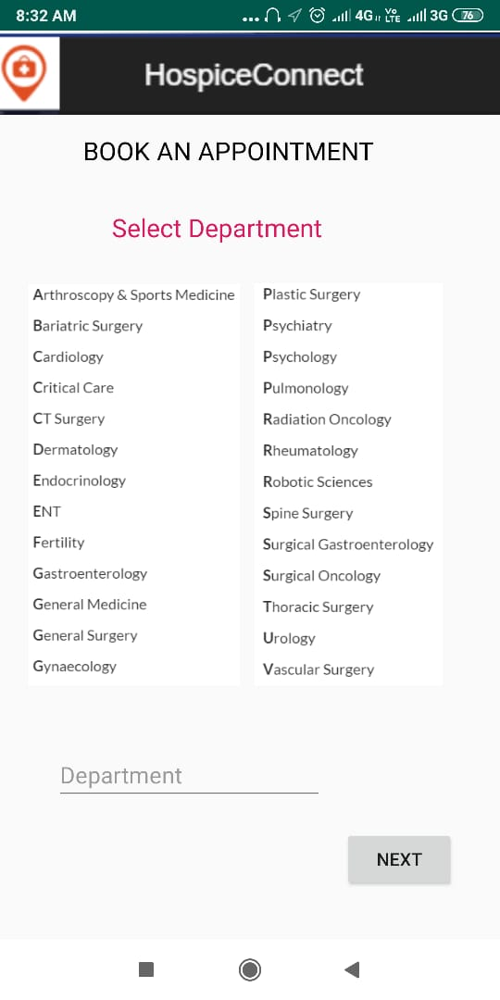 8:32 AM
4G
Vo
LTE
3G
76
HospiceConnect
BOOK AN APPOINTMENT
Select Department
Arthroscopy & Sports Medicine
Bariatric Surgery
Cardiology
Critical Care
CT Surgery
Dermatology
Endocrinology
ENT
Fertility
Gastroenterology
General Medicine
General Surgery
Gynaecology
Plastic Surgery
Psychiatry
Psychology
Pulmonology
Radiation Oncology
Rheumatology
Robotic Sciences
Spine Surgery
Surgical Gastroenterology
Surgical Oncology
Thoracic Surgery
Urology
Vascular Surgery
Department
NEXT